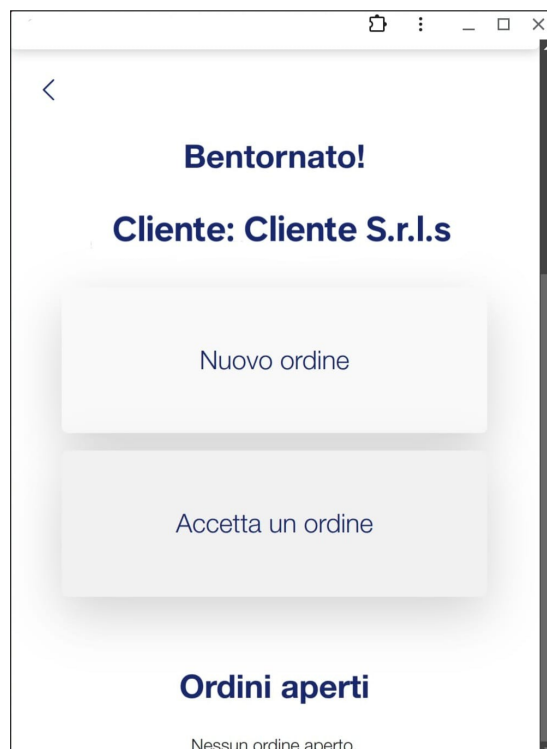 Bentornato!
Cliente: Cliente S.r.l.s
Nuovo ordine
Accetta un ordine
Ordini aperti
Nessun ordine aperto